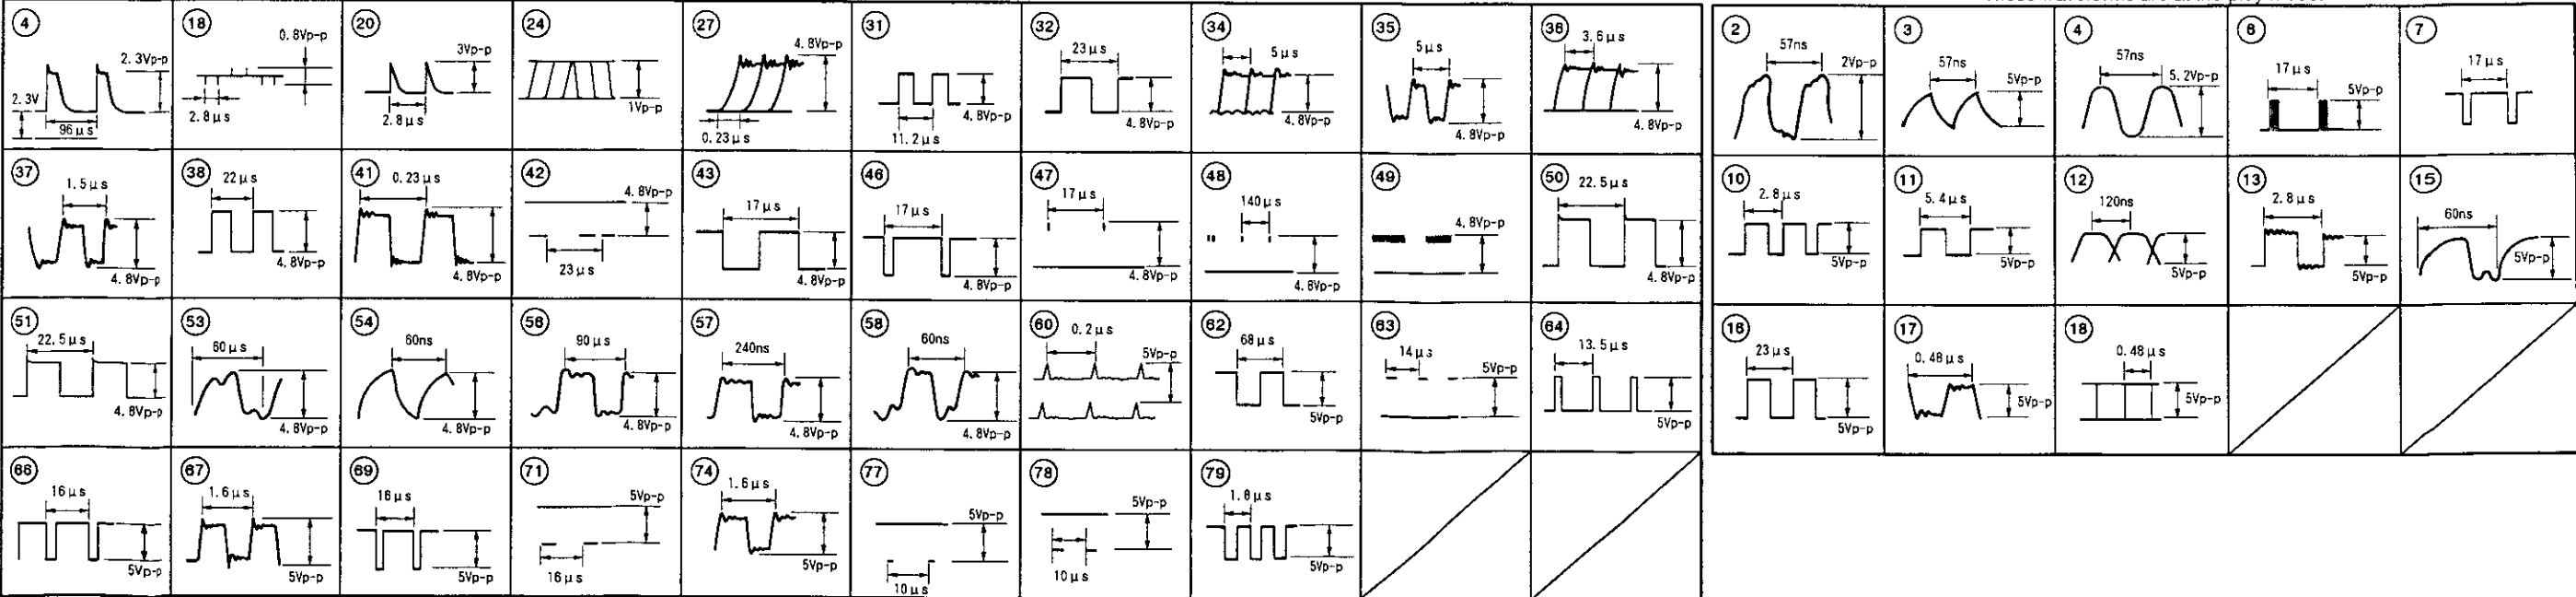 4 2.3Vp-p 2.3V 96μs
18 0.8Vp-p 2.8μs
20 3Vp-p 2.8μs
24 1Vp-p
27 4.8Vp-p 0.23μs
31 4.8Vp-p 11.2μs
32 23μs 4.8Vp-p
34 5μs 4.8Vp-p
35 5μs 4.8Vp-p
36 3.6μs 4.8Vp-p
37 1.5μs 4.8Vp-p
38 22μs 4.8Vp-p
41 0.23μs 4.8Vp-p
42 4.8Vp-p 23μs
43 17μs 4.8Vp-p
46 17μs 4.8Vp-p
47 17μs 4.8Vp-p
48 140μs 4.8Vp-p
49 4.8Vp-p
50 22.5μs 4.8Vp-p
51 22.5μs 4.8Vp-p
53 60μs 4.8Vp-p
54 60ns 4.8Vp-p
56 90μs 4.8Vp-p
57 240ns 4.8Vp-p
58 60ns 4.8Vp-p
60 0.2μs 5Vp-p
62 68μs 5Vp-p
63 14μs 5Vp-p
64 13.5μs 5Vp-p
66 16μs 5Vp-p
67 1.6μs 5Vp-p
69 16μs 5Vp-p
71 5Vp-p 16μs
74 1.6μs 5Vp-p
77 5Vp-p 10μs
78 5Vp-p 10μs
79 1.8μs 5Vp-p
2 57ns 2Vp-p
3 57ns 5Vp-p
4 57ns 5.2Vp-p
6 17μs 5Vp-p
7 17μs
10 2.8μs 5Vp-p
11 5.4μs 5Vp-p
12 120ns 5Vp-p
13 2.8μs 5Vp-p
15 60ns 5Vp-p
16 23μs 5Vp-p
17 0.48μs 5Vp-p
18 0.48μs 5Vp-p